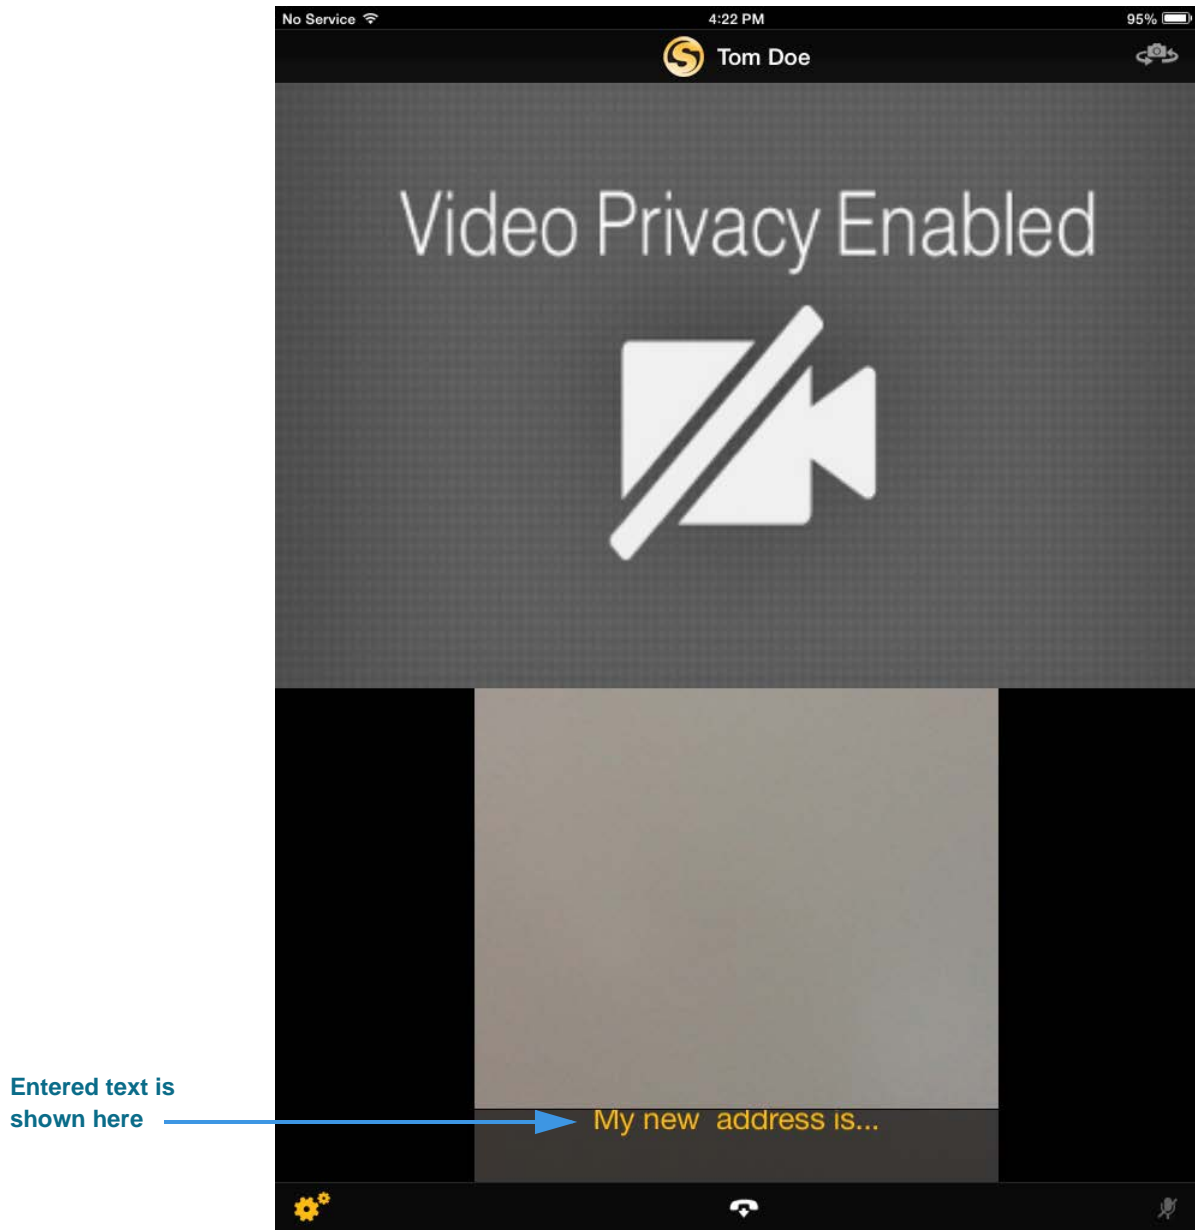 No Service 4:22 PM 95%
Tom Doe
Video Privacy Enabled
Entered text is
shown here
My new address is...